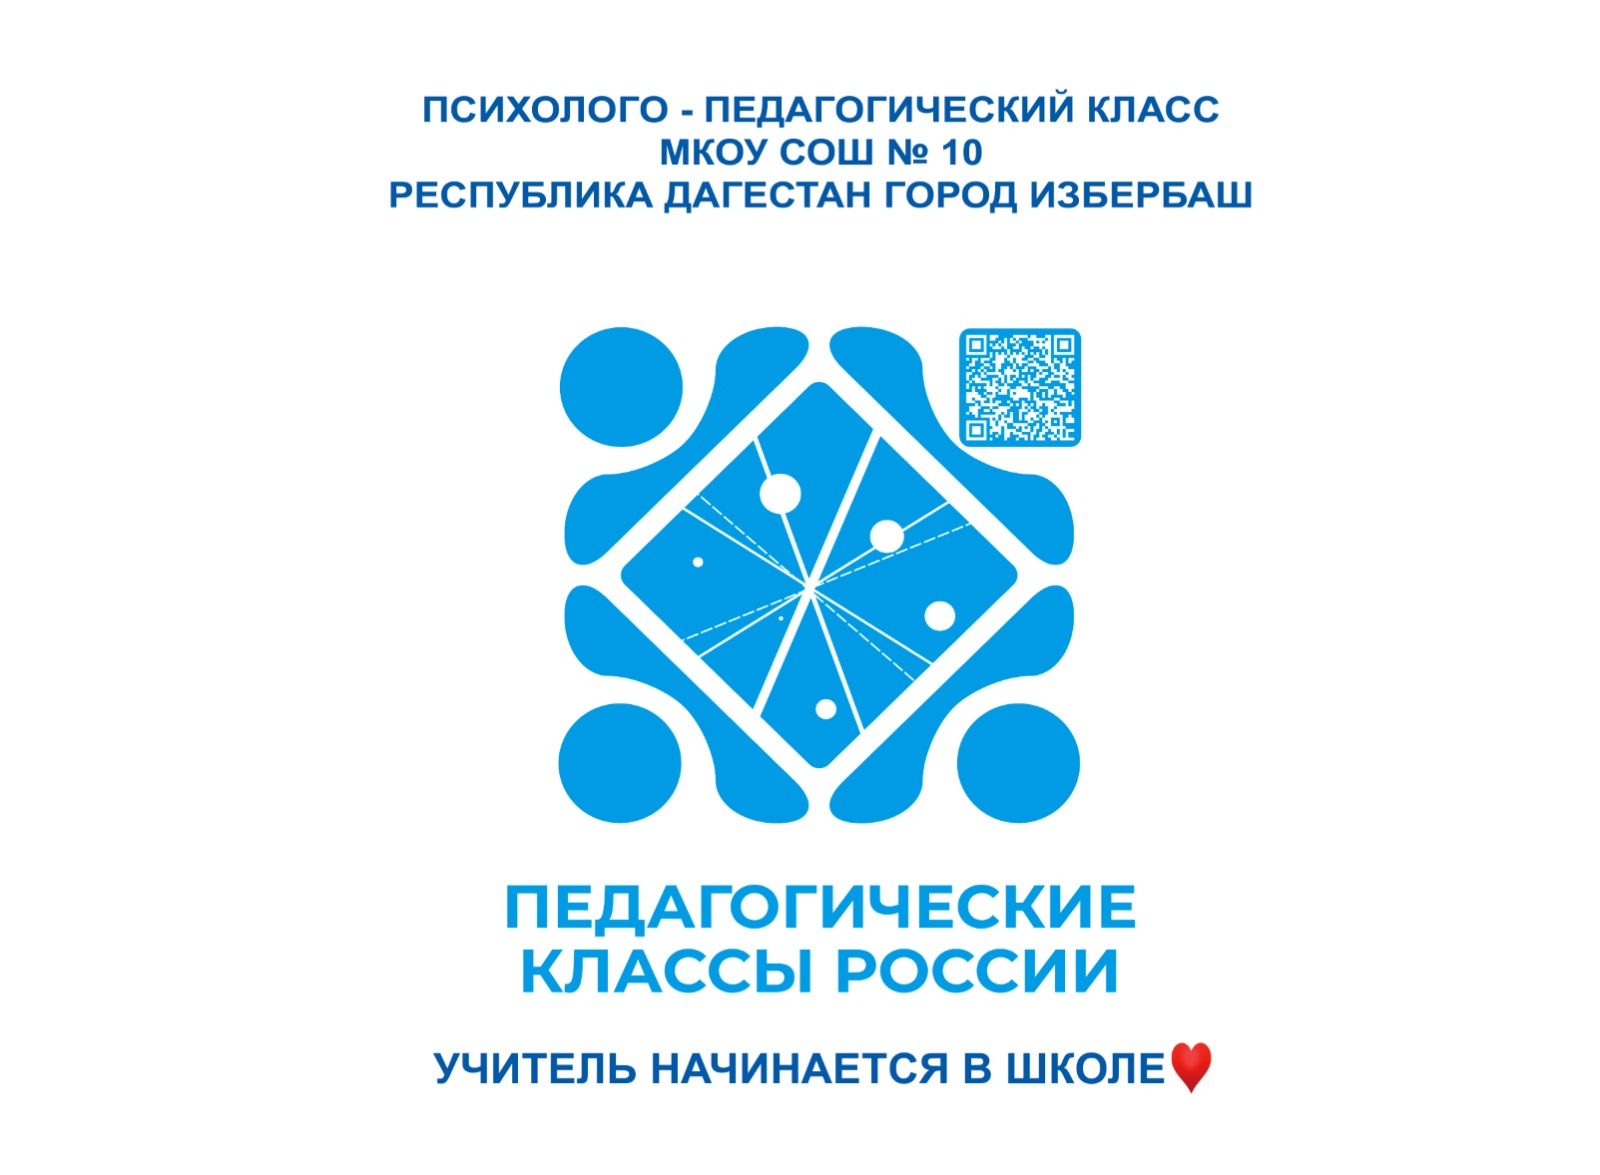 ПСИХОЛОГО - ПЕДАГОГИЧЕСКИЙ КЛАСС
МКОУ СОШ № 10
РЕСПУБЛИКА ДАГЕСТАН ГОРОД ИЗБЕРБАШ
ПЕДАГОГИЧЕСКИЕ
КЛАССЫ РОССИИ
УЧИТЕЛЬ НАЧИНАЕТСЯ В ШКОЛЕ